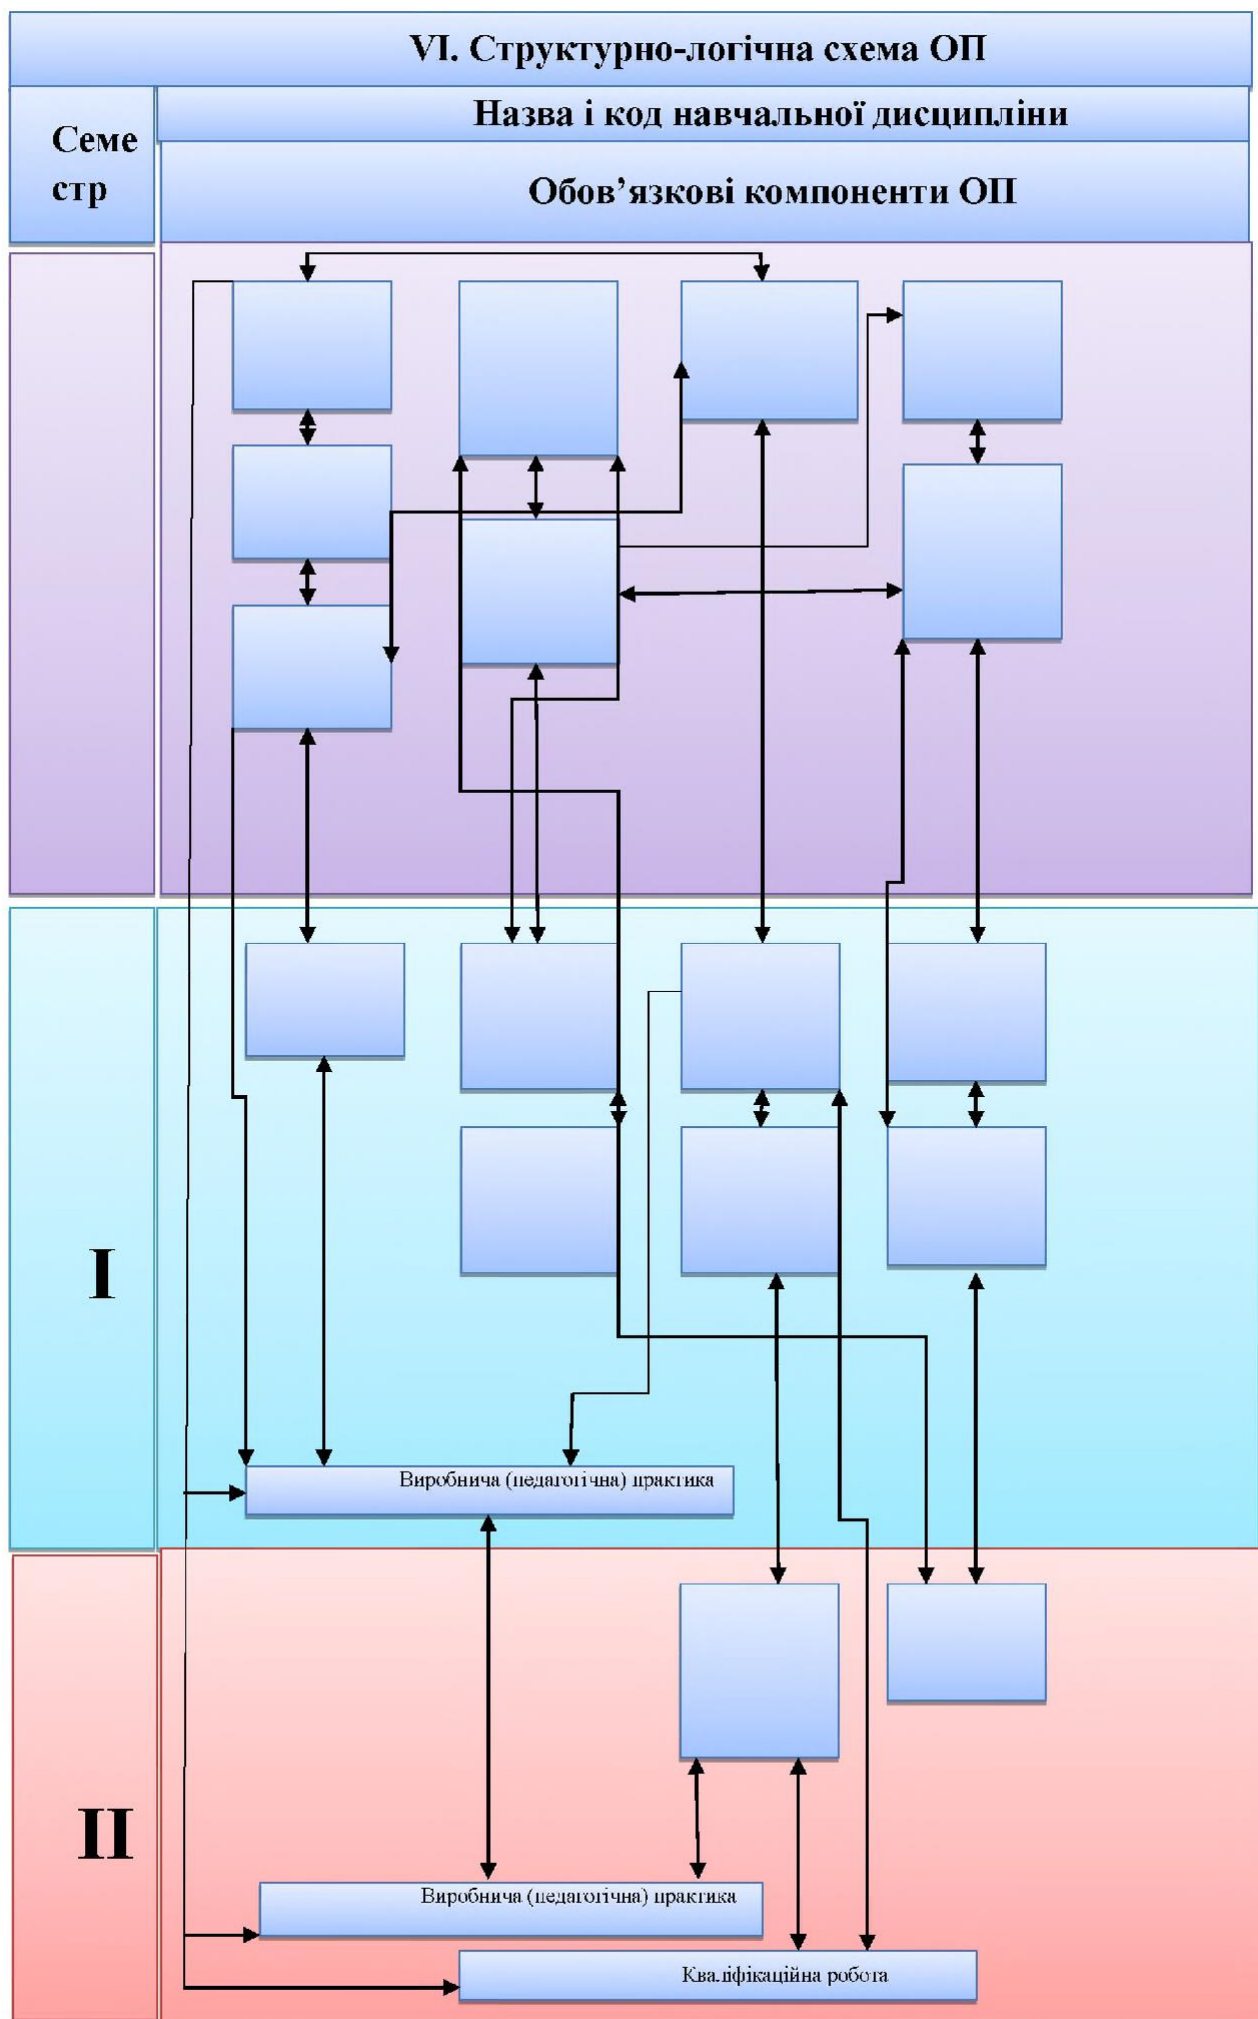 VI. Структурно-логічна схема ОП
Назва і код навчальної дисципліни
Семе
стр
Обов’язкові компоненти ОП
I
Виробнича (педагогічна) практика
II
Виробнича (педагогічна) практика
Кваліфікаційна робота